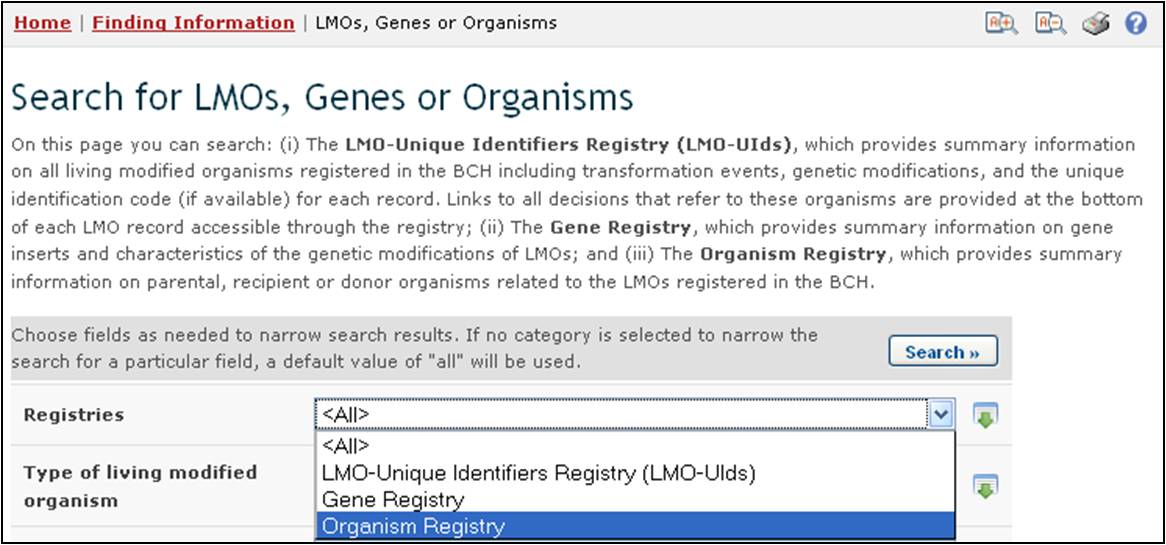 Home | Finding Information | LMOs, Genes or Organisms
Search for LMOs, Genes or Organisms
On this page you can search: (i) The LMO-Unique Identifiers Registry (LMO-UIds), which provides summary information
on all living modified organisms registered in the BCH including transformation events, genetic modifications, and the unique
identification code (if available) for each record. Links to all decisions that refer to these organisms are provided at the bottom
of each LMO record accessible through the registry; (ii) The Gene Registry, which provides summary information on gene
inserts and characteristics of the genetic modifications of LMOs; and (iii) The Organism Registry, which provides summary
information on parental, recipient or donor organisms related to the LMOs registered in the BCH.
Choose fields as needed to narrow search results. If no category is selected to narrow the
search for a particular field, a default value of "all" will be used.
Search »
Registries
<All>
<All>
LMO-Unique Identifiers Registry (LMO-UIds)
Gene Registry
Organism Registry
Type of living modified
organism